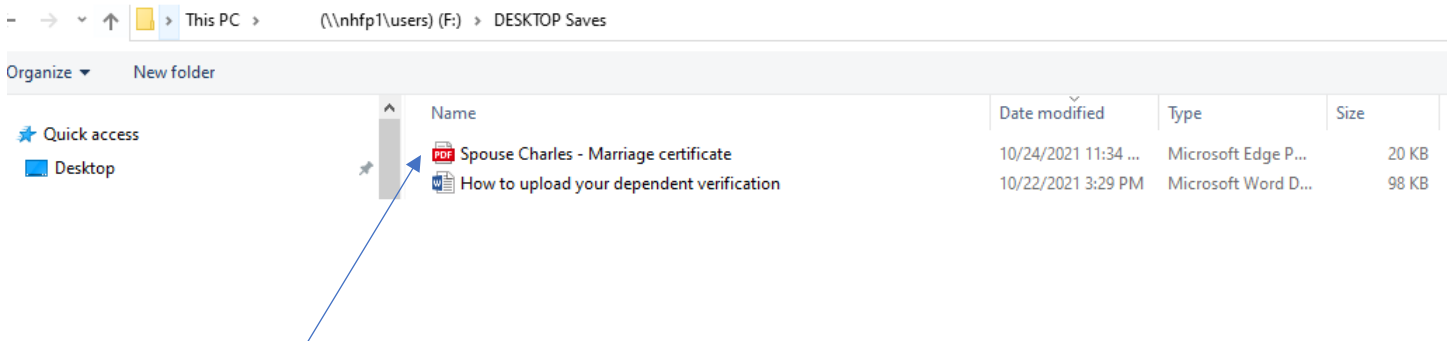 This PC > (\\nhfp1\users) (F:) > DESKTOP Saves
Organize New folder
Name Date modified Type Size
Quick access
PDF Spouse Charles - Marriage certificate 10/24/2021 11:34 ... Microsoft Edge P... 20 KB
Desktop
How to upload your dependent verification 10/22/2021 3:29 PM Microsoft Word D... 98 KB